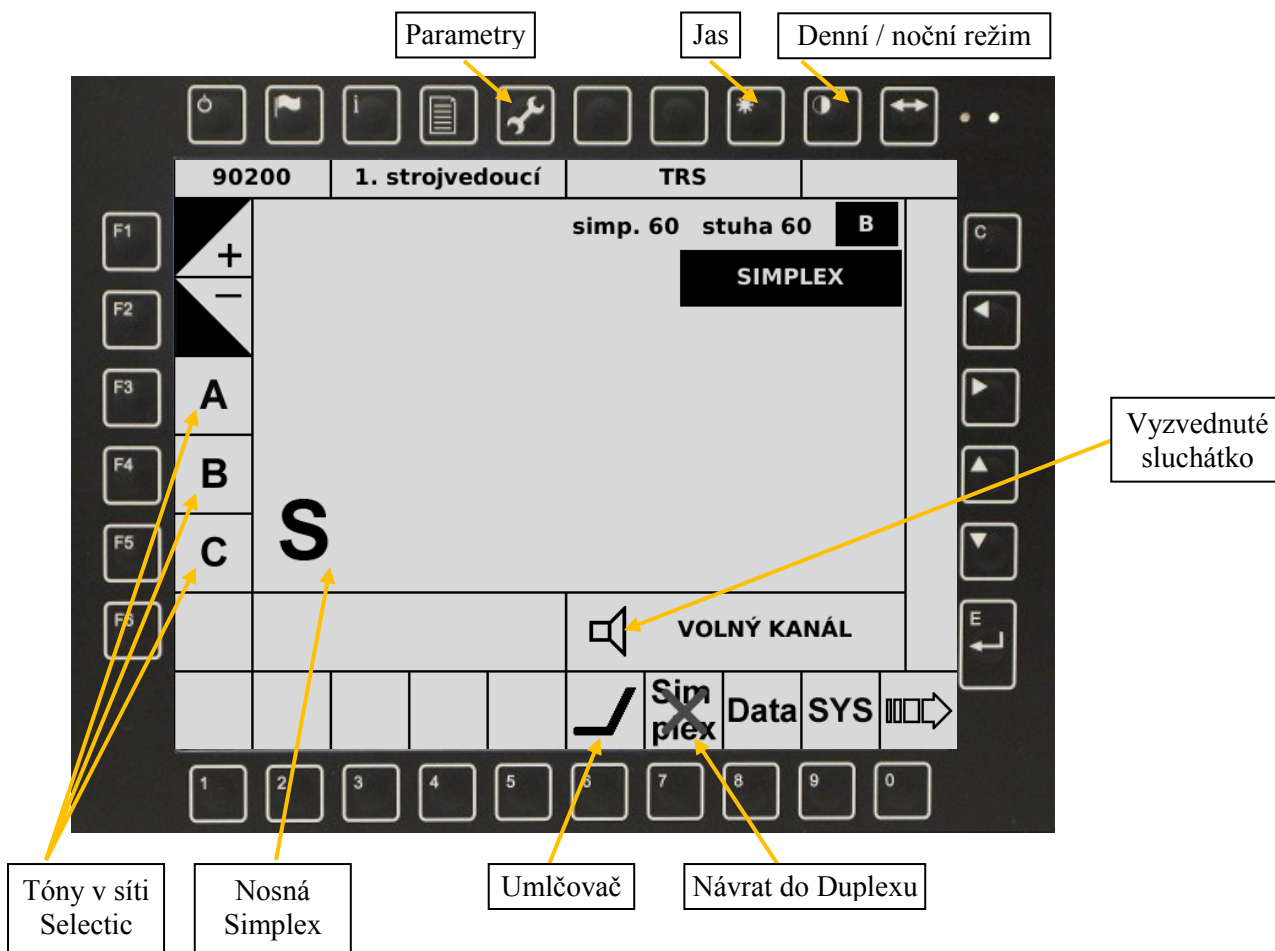 Parametry
Jas
Denní / noční režim
i
90200 1. strojvedoucí TRS
F1
+
simp. 60 stuha 60 B
C
SIMPLEX
F2
−
F3
A
Vyzvednuté
sluchátko
F4
B
S
F5
C
F6
VOLNÝ KANÁL
E
Sim
plex
Data
SYS
1 2 3 4 5 6 7 8 9 0
Tóny v síti
Selectic
Nosná
Simplex
Umlčovač
Návrat do Duplexu